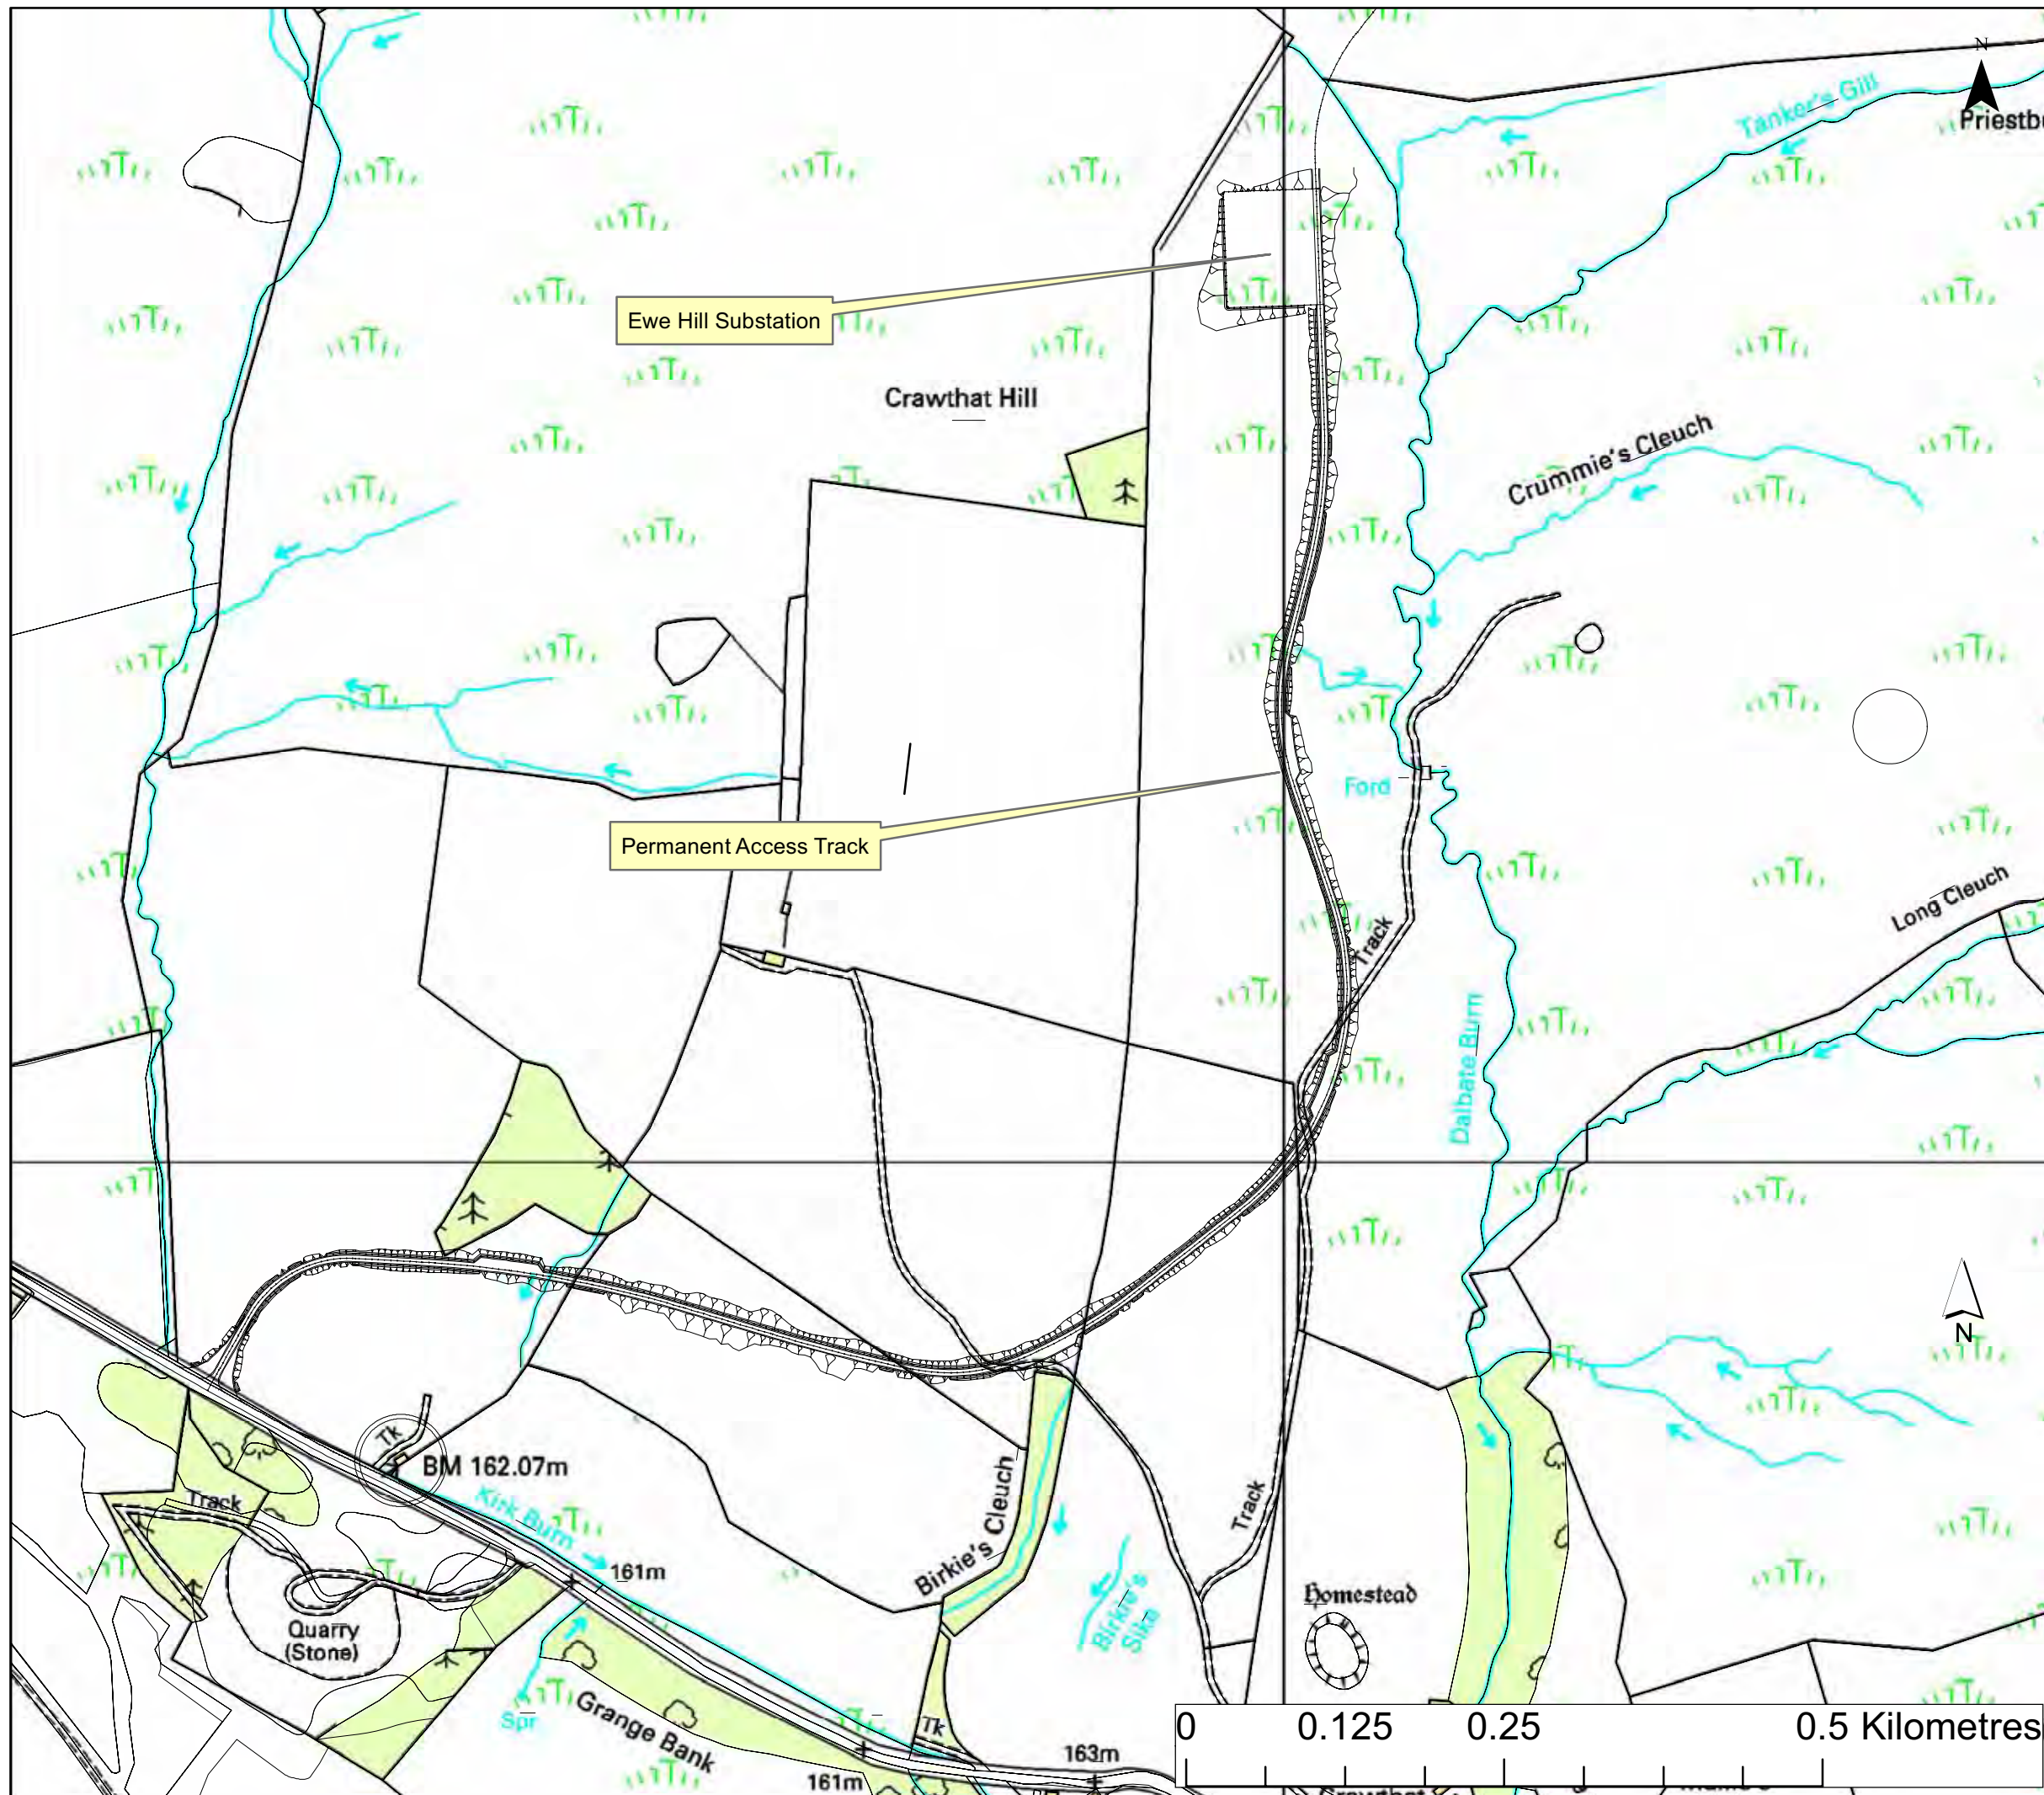 N
Tanker's Gill
Ewe Hill Substation
Crawthat Hill
Crummie's Cleuch
Ford
Permanent Access Track
Long Cleuch
Track
Dalbate Burn
N
Tk
BM 162.07m
Kirk Burn
Track
161m
Birkie's Cleuch
Track
Birkie's
Sike
Homestead
Quarry
(Stone)
Spr
Grange Bank
Tk
163m
161m
0 0.125 0.25 0.5 Kilometres